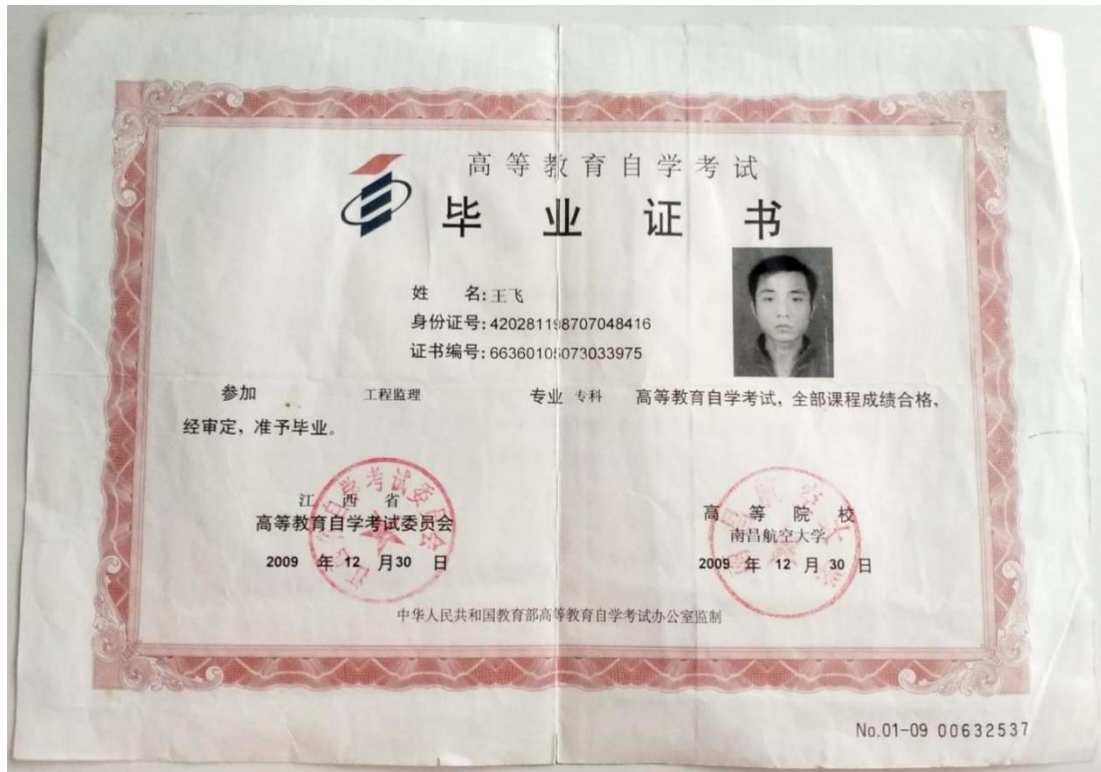 高等教育自学考试
毕业证书
姓 名:王飞
身份证号:420281198707048416
证书编号:66360105073033975
参加 工程监理 专业 专科 高等教育自学考试，全部课程成绩合格，
经审定，准予毕业。
江西省
高等教育自学考试委员会
2009 年 12 月 30 日
高等院校
南昌航空大学
2009 年 12 月 30 日
中华人民共和国教育部高等教育自学考试办公室监制
No.01-09 00632537